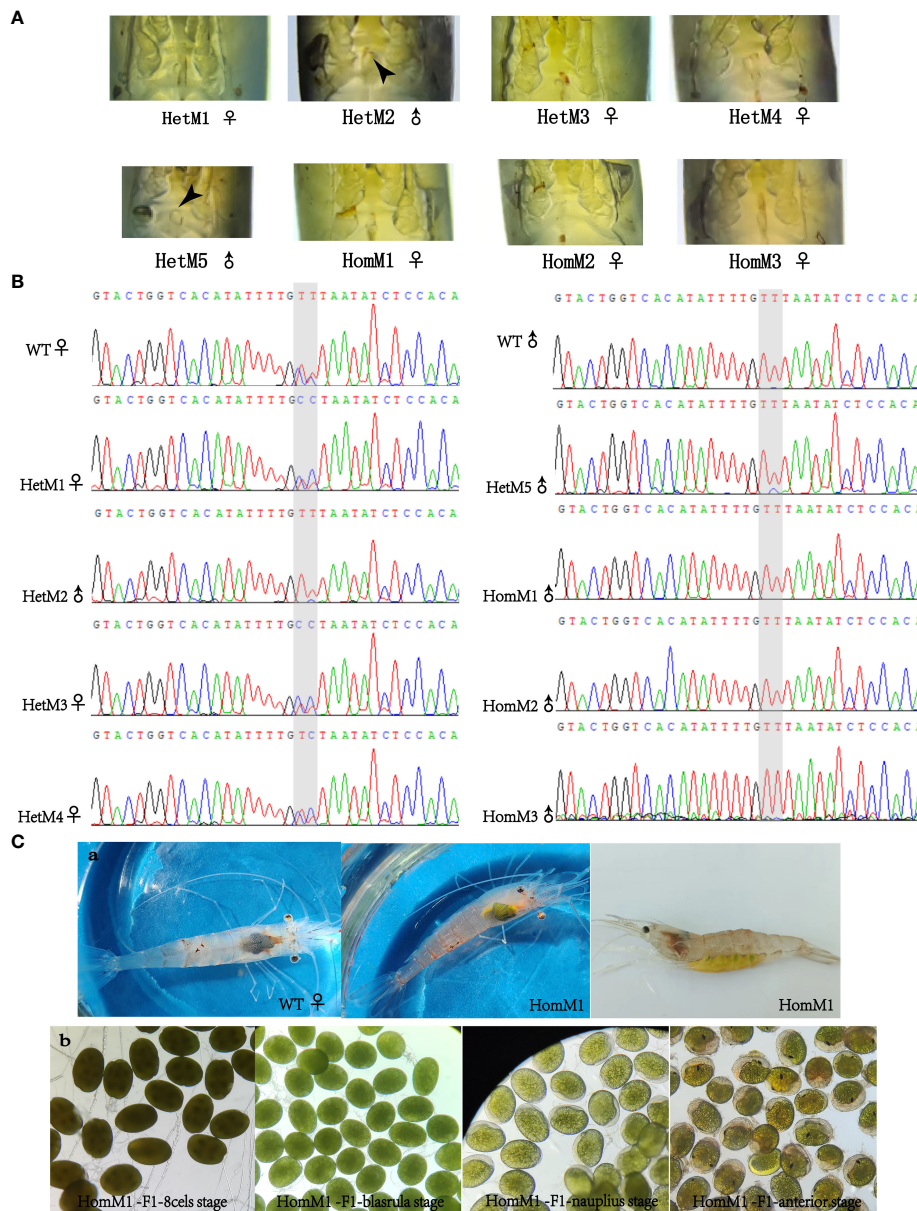 A
HetM1 ♀
HetM2 ♂
HetM3 ♀
HetM4 ♀
HetM5 ♂
HomM1 ♀
HomM2 ♀
HomM3 ♀
B
GTACTGGTCACATATTTTGTTTAATATCTCCACA
WT ♀
GTACTGGTCACATATTTTGCCTAATATCTCCACA
HetM1 ♀
GTACTGGTCACATATTTTGTTTAATATCTCCACA
HetM2 ♂
GTACTGGTCACATATTTTGCCTAATATCTCCACA
HetM3 ♀
GTACTGGTCACATATTTTGTCTAATATCTCCACA
HetM4 ♀
GTACTGGTCACATATTTTGTTTAATATCTCCACA
WT ♂
GTACTGGTCACATATTTTGTTTAATATCTCCACA
HetM5 ♂
GTACTGGTCACATATTTTGTTTAATATCTCCACA
HomM1 ♂
GTACTGGTCACATATTTTGTTTAATATCTCCACA
HomM2 ♂
GTACTGGTCACATATTTTGTTTAATATCTCCACA
HomM3 ♂
C
a
WT ♀
HomM1
HomM1
b
HomM1 -F1-8cels stage
HomM1 -F1-blasrula stage
HomM1 -F1-nauplius stage
HomM1 -F1-anterior stage